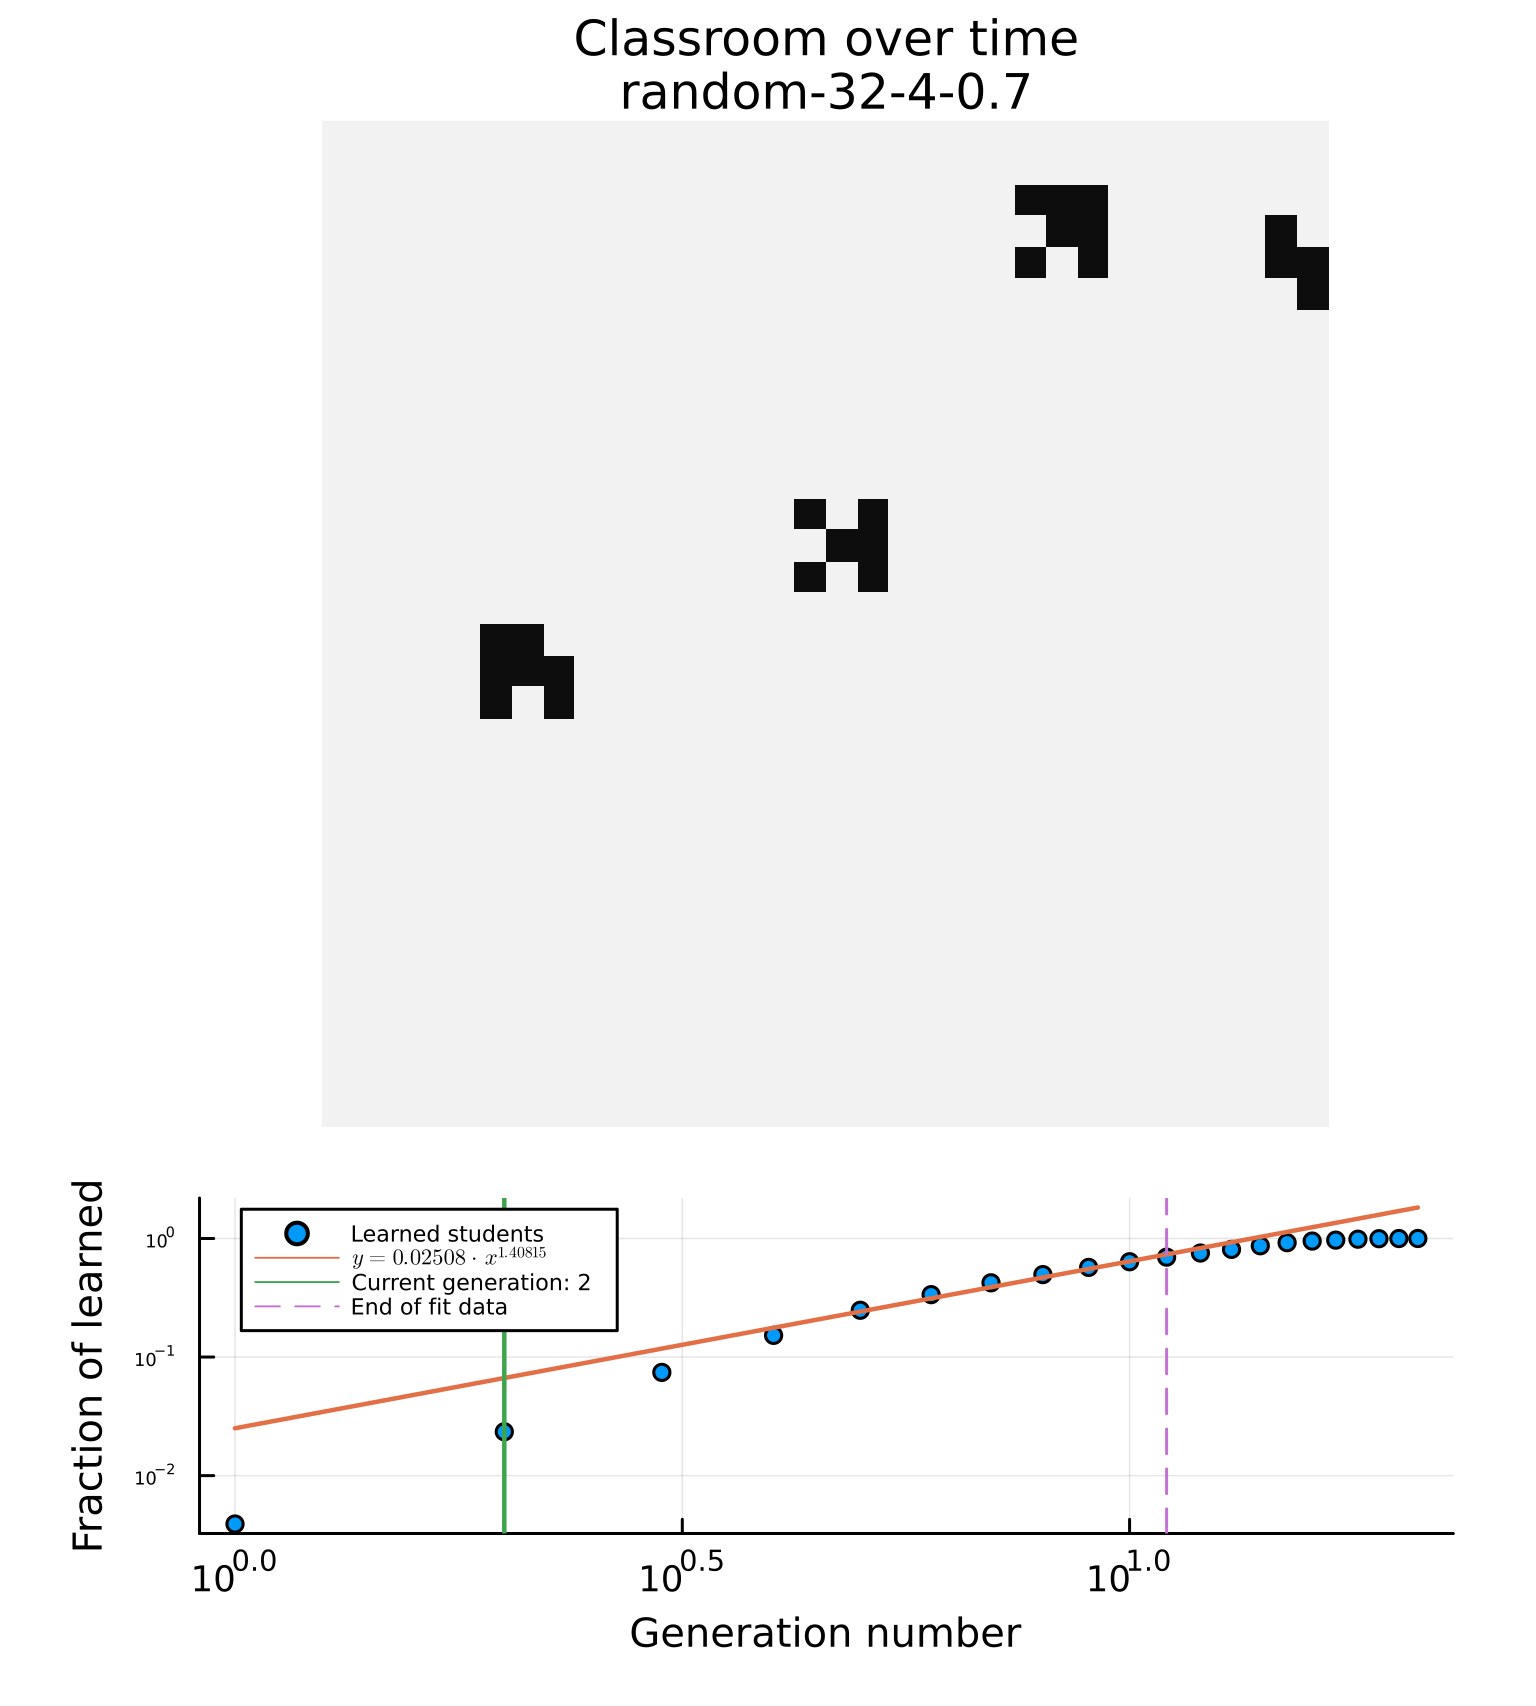 Classroom over time
random-32-4-0.7
Fraction of learned
10⁰
10⁻¹
10⁻²
Learned students
y = 0.02508 · x^1.40815
Current generation: 2
End of fit data
10^0.0
10^0.5
10^1.0
Generation number